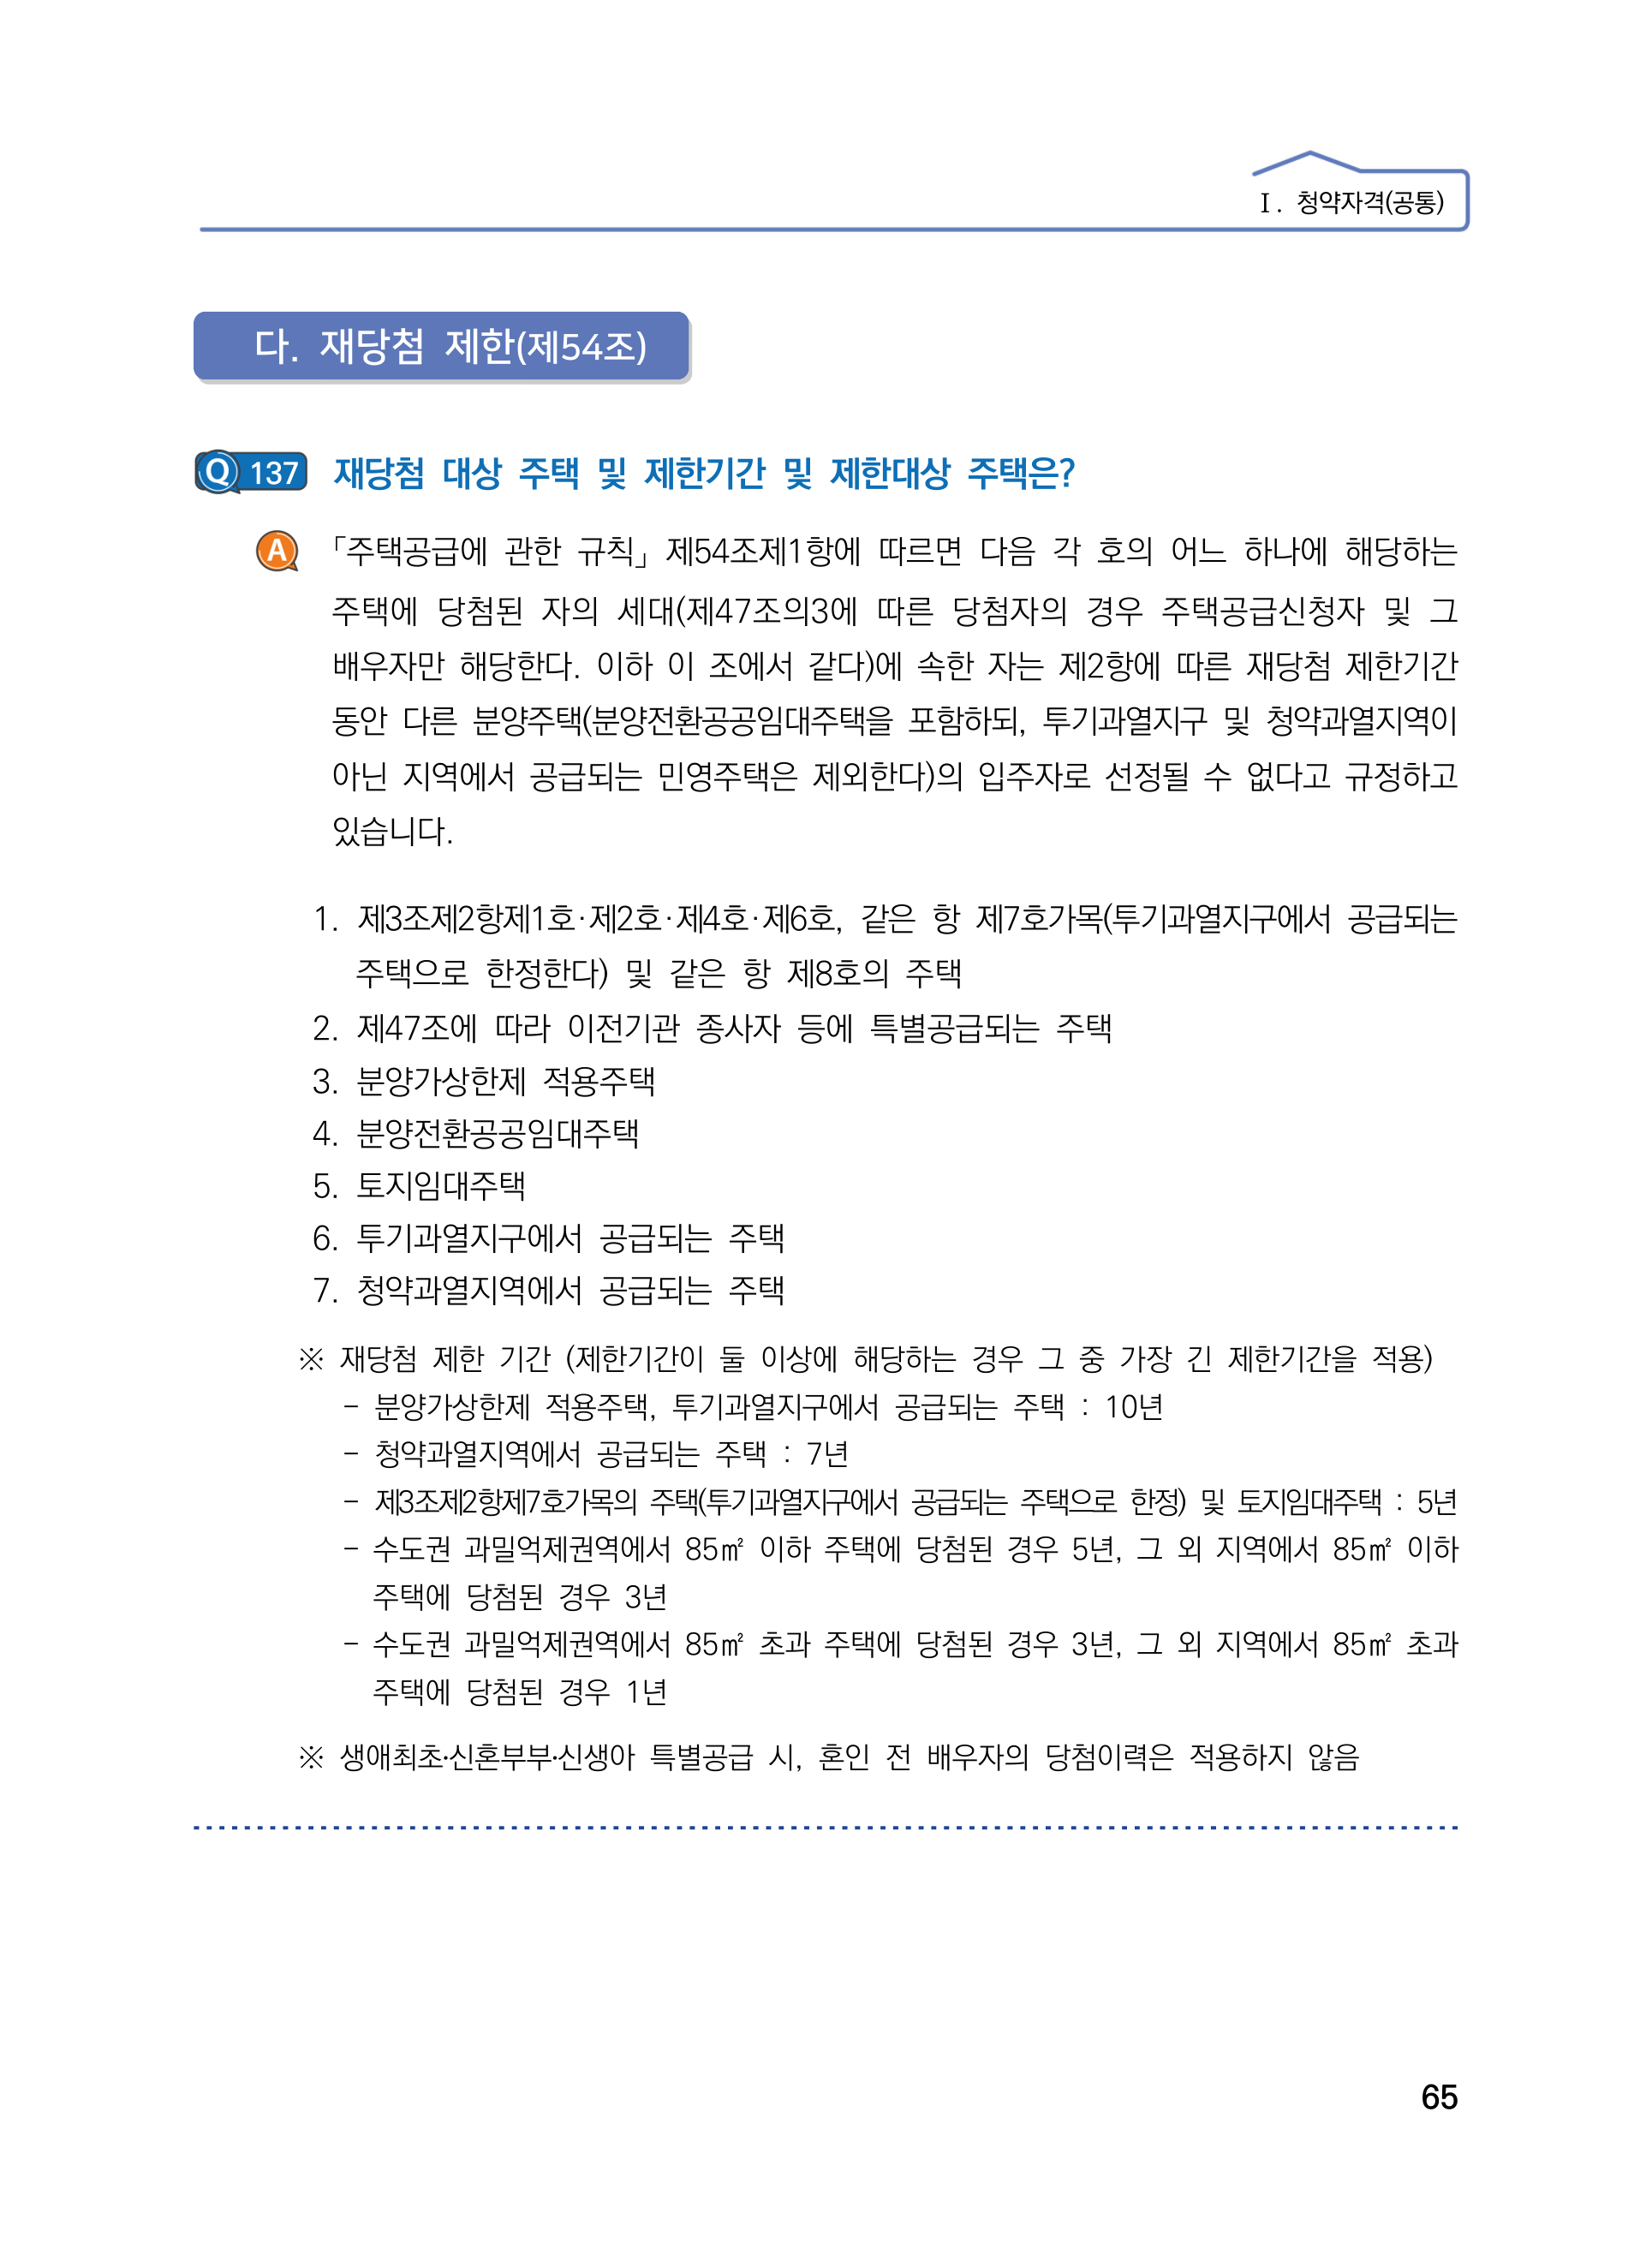 Ⅰ. 청약자격(공통)
다. 재당첨 제한(제54조)
Q 137 재당첨 대상 주택 및 제한기간 및 제한대상 주택은?
A 「주택공급에 관한 규칙」 제54조제1항에 따르면 다음 각 호의 어느 하나에 해당하는
주택에 당첨된 자의 세대(제47조의3에 따른 당첨자의 경우 주택공급신청자 및 그
배우자만 해당한다. 이하 이 조에서 같다)에 속한 자는 제2항에 따른 재당첨 제한기간
동안 다른 분양주택(분양전환공공임대주택을 포함하되, 투기과열지구 및 청약과열지역이
아닌 지역에서 공급되는 민영주택은 제외한다)의 입주자로 선정될 수 없다고 규정하고
있습니다.
1. 제3조제2항제1호·제2호·제4호·제6호, 같은 항 제7호가목(투기과열지구에서 공급되는
주택으로 한정한다) 및 같은 항 제8호의 주택
2. 제47조에 따라 이전기관 종사자 등에 특별공급되는 주택
3. 분양가상한제 적용주택
4. 분양전환공공임대주택
5. 토지임대주택
6. 투기과열지구에서 공급되는 주택
7. 청약과열지역에서 공급되는 주택
※ 재당첨 제한 기간 (제한기간이 둘 이상에 해당하는 경우 그 중 가장 긴 제한기간을 적용)
- 분양가상한제 적용주택, 투기과열지구에서 공급되는 주택 : 10년
- 청약과열지역에서 공급되는 주택 : 7년
- 제3조제2항제7호가목의 주택(투기과열지구에서 공급되는 주택으로 한정) 및 토지임대주택 : 5년
- 수도권 과밀억제권역에서 85㎡ 이하 주택에 당첨된 경우 5년, 그 외 지역에서 85㎡ 이하
주택에 당첨된 경우 3년
- 수도권 과밀억제권역에서 85㎡ 초과 주택에 당첨된 경우 3년, 그 외 지역에서 85㎡ 초과
주택에 당첨된 경우 1년
※ 생애최초·신혼부부·신생아 특별공급 시, 혼인 전 배우자의 당첨이력은 적용하지 않음
65